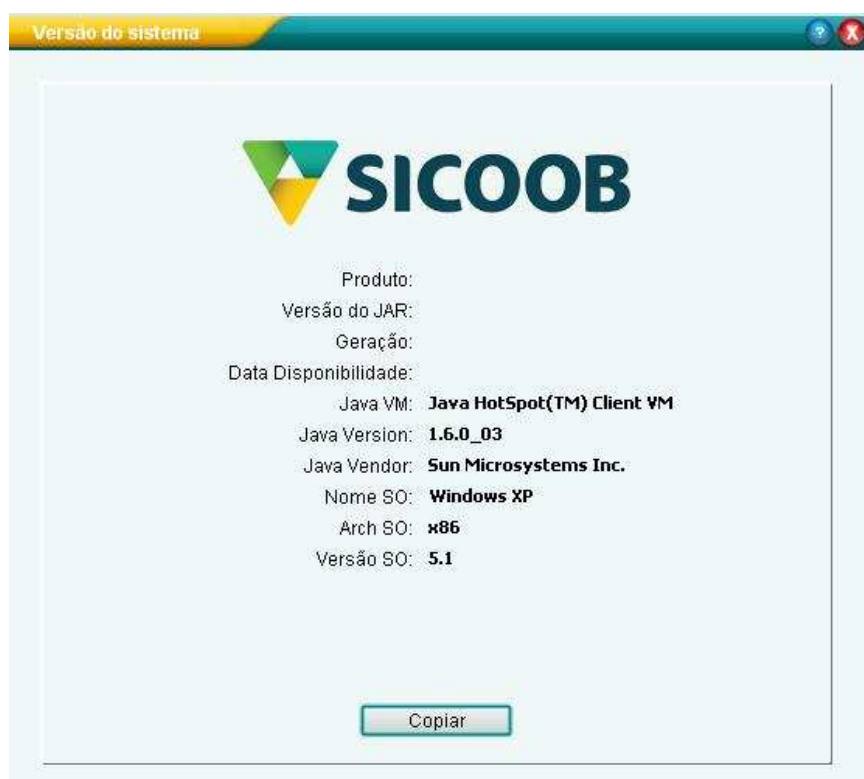 Versão do sistema
? X
SICOOB
Produto:
Versão do JAR:
Geração:
Data Disponibilidade:
Java VM: Java HotSpot(TM) Client VM
Java Version: 1.6.0_03
Java Vendor: Sun Microsystems Inc.
Nome SO: Windows XP
Arch SO: x86
Versão SO: 5.1
Copiar